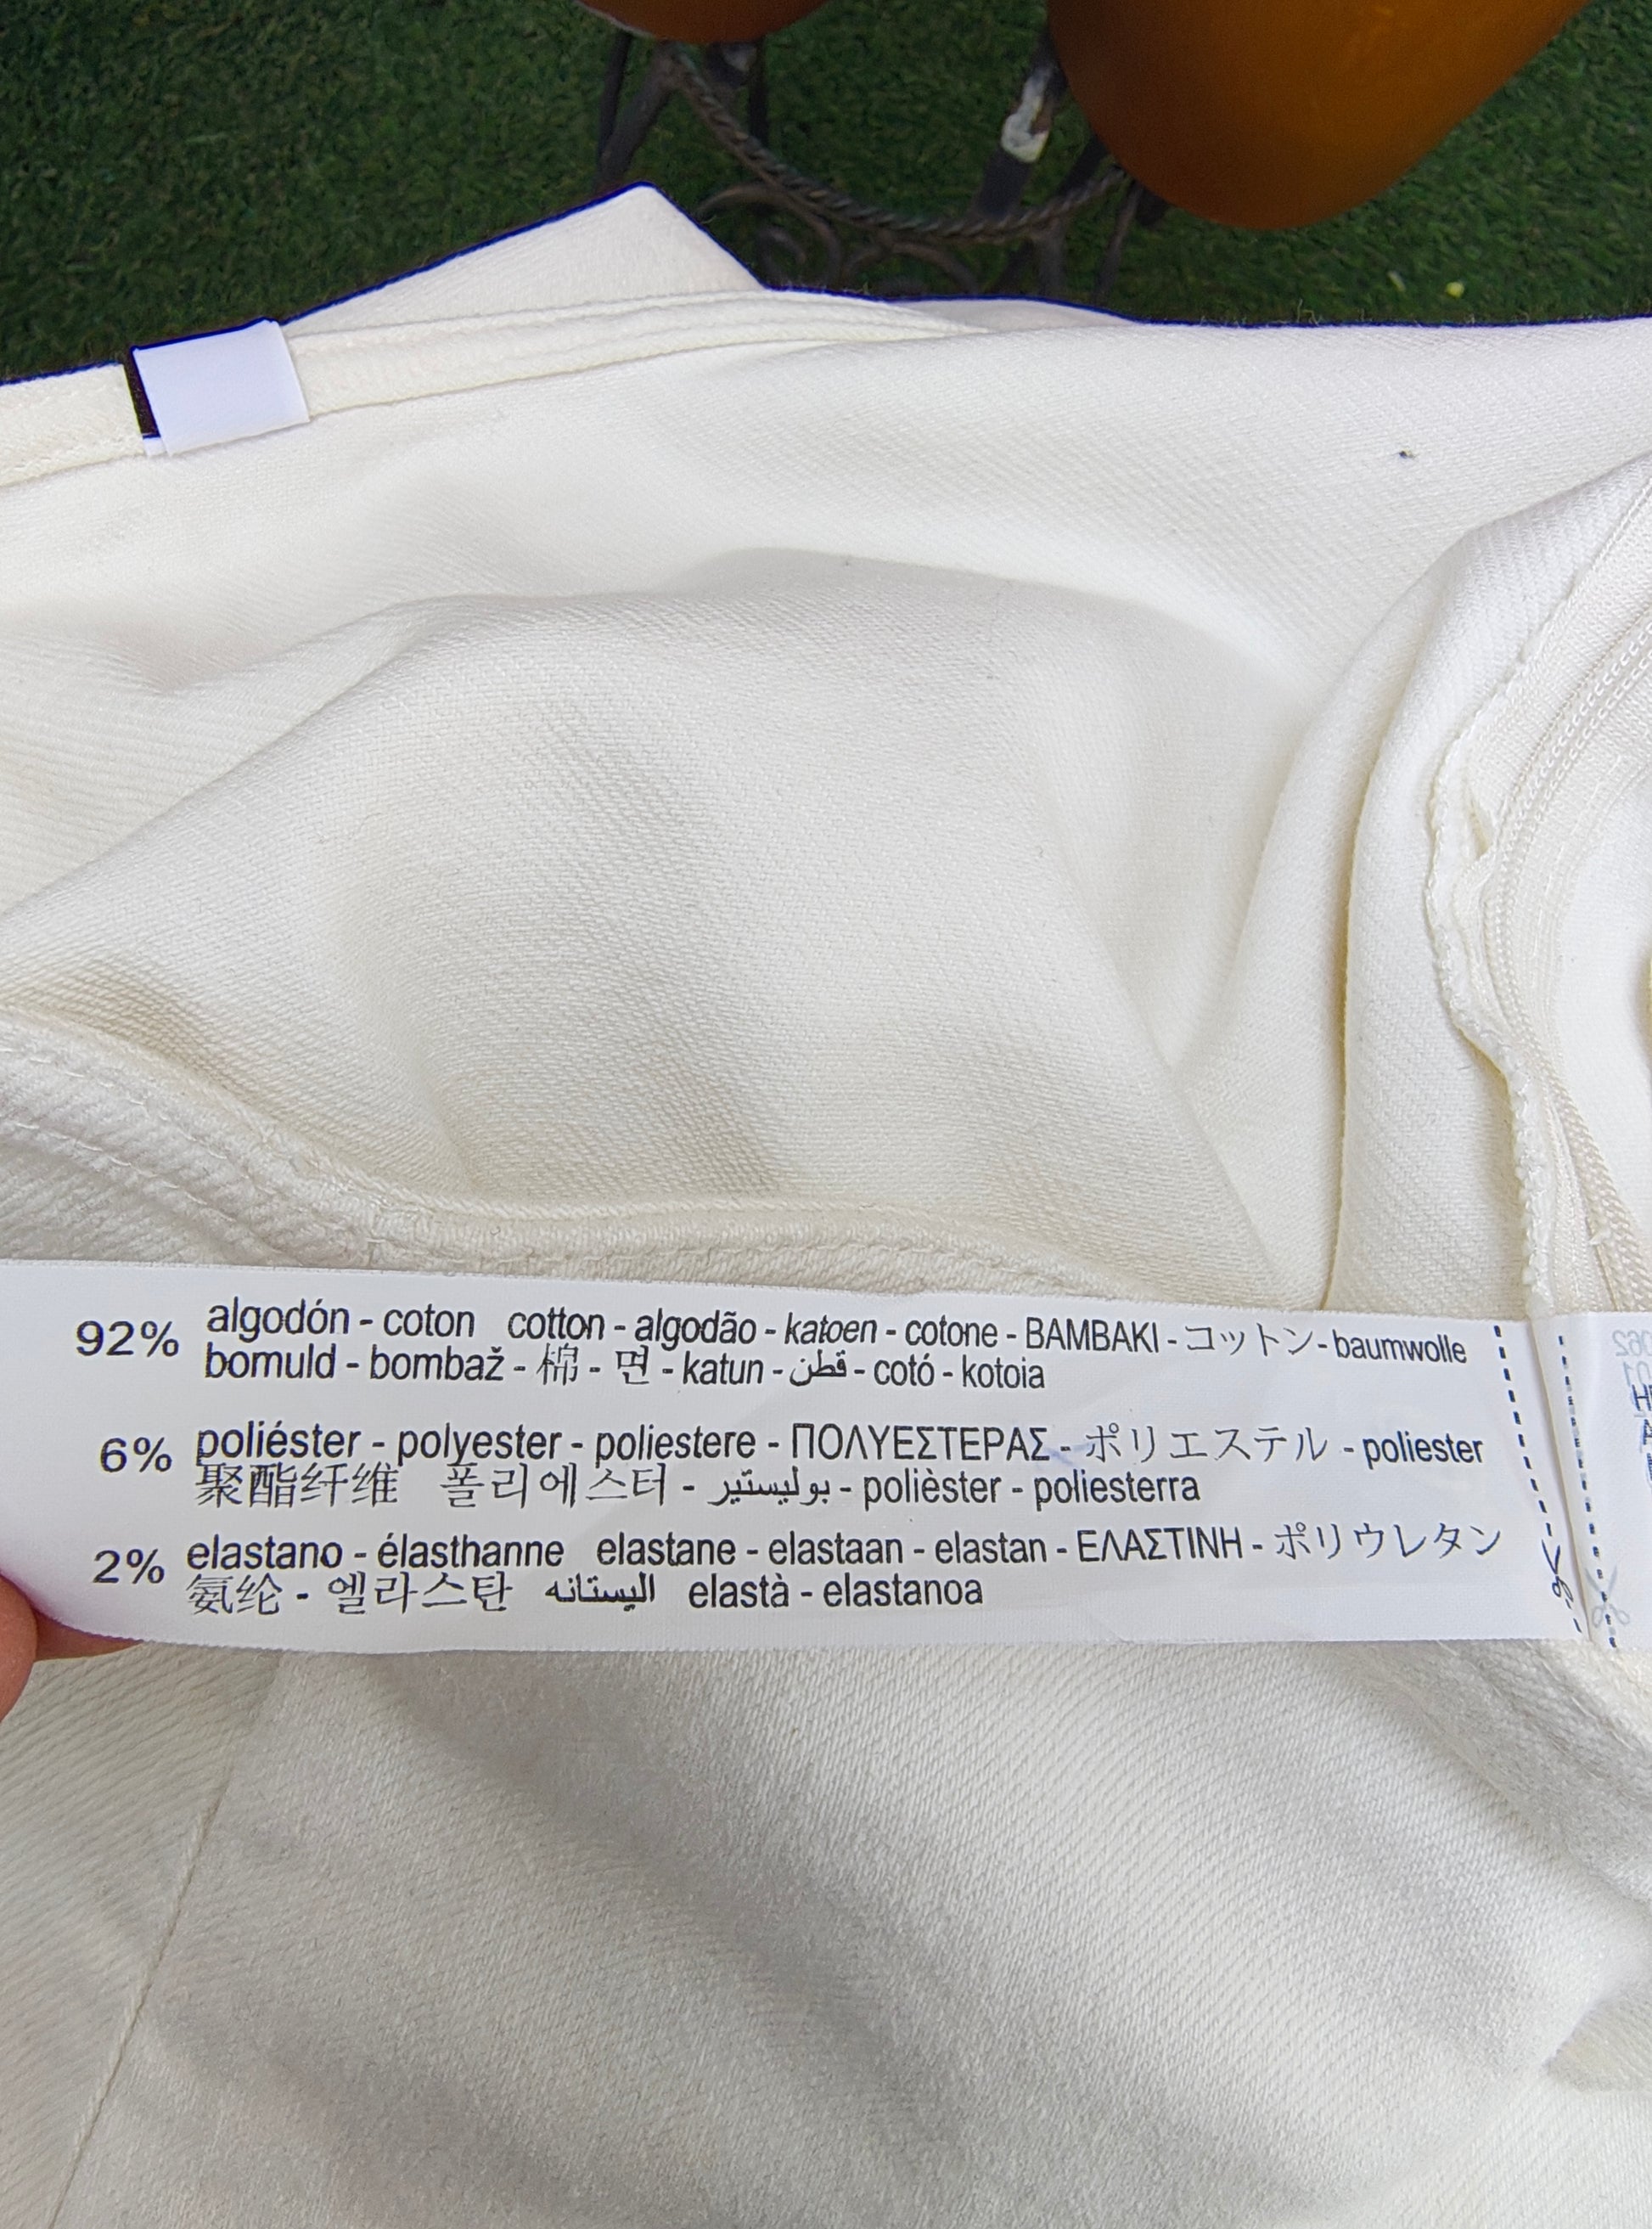 92% algodón - coton cotton - algodão - katoen - cotone - ΒΑΜΒΑΚΙ - コットン - baumwolle
bomuld - bombaž - 棉 - 면 - katun - قطن - cotó - kotoia
6% poliéster - polyester - poliestere - ΠΟΛΥΕΣΤΕΡΑΣ - ポリエステル - poliester
聚酯纤维 폴리에스터 - بوليستير - polièster - poliesterra
2% elastano - élasthanne elastane - elastaan - elastan - ΕΛΑΣΤΙΝΗ - ポリウレタン
氨纶 - 엘라스탄 اليستانه elastà - elastanoa